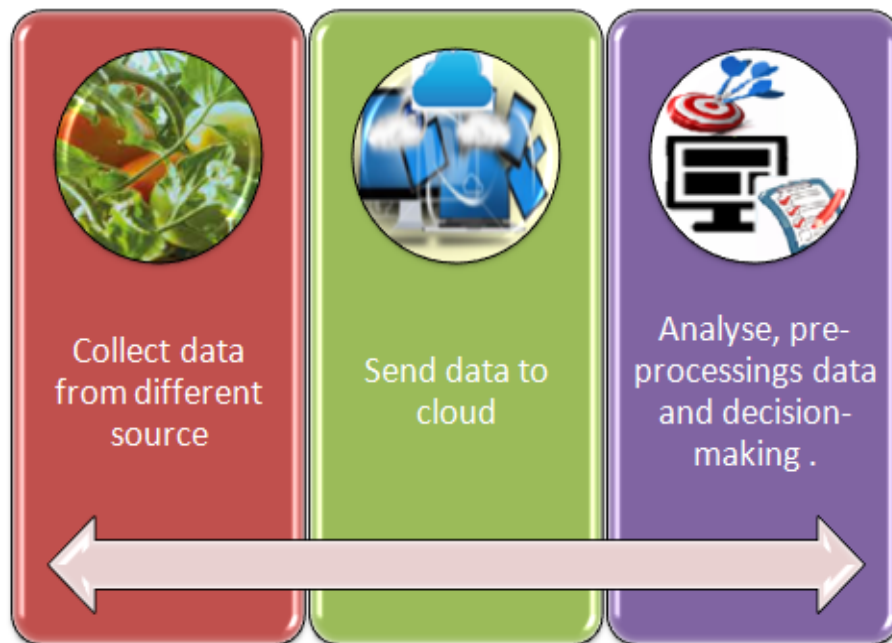 Collect data
from different
source
Send data to
cloud
Analyse, pre-
processings data
and decision-
making .